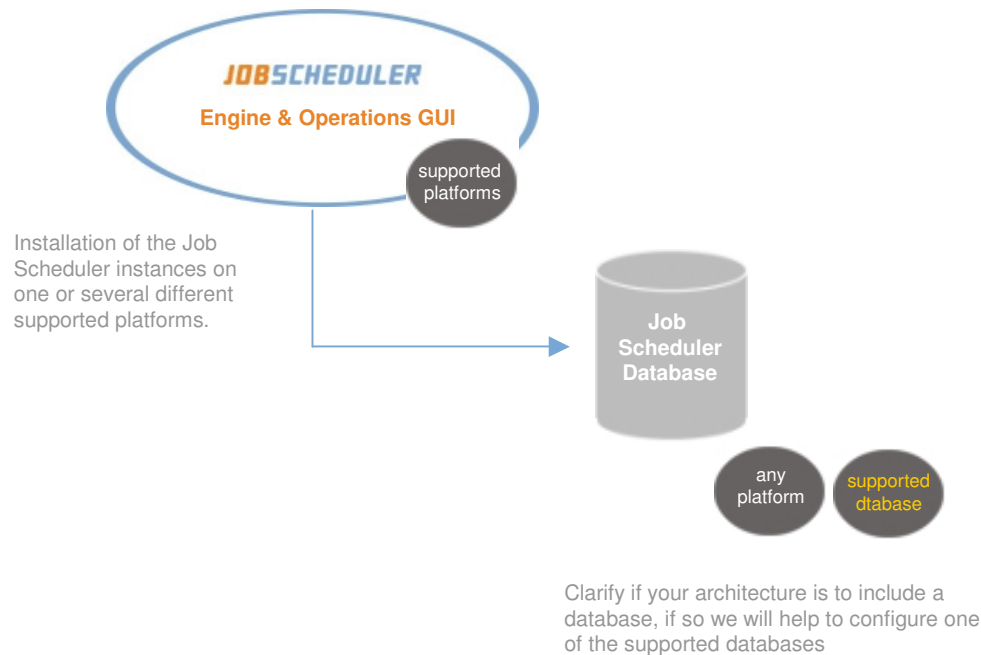 JOBSCHEDULER
Engine & Operations GUI
supported
platforms
Installation of the Job
Scheduler instances on
one or several different
supported platforms.
Job
Scheduler
Database
any
platform
supported
dtabase
Clarify if your architecture is to include a
database, if so we will help to configure one
of the supported databases